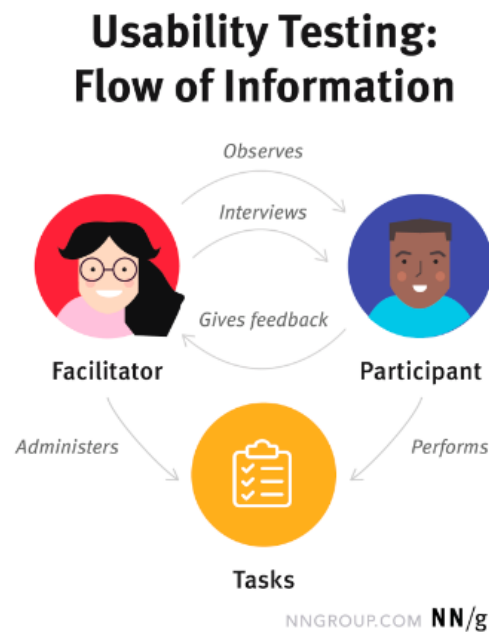 Usability Testing:
Flow of Information
Observes
Interviews
Gives feedback
Facilitator
Participant
Administers
Performs
Tasks
NNGROUP.COM NN/g